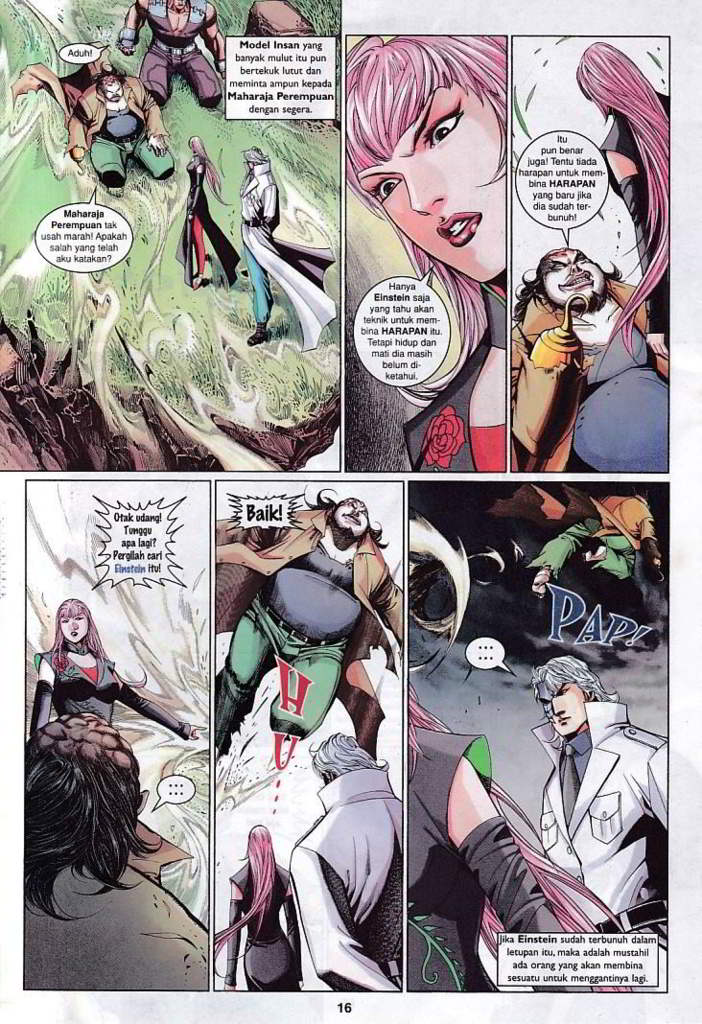 Aduh!
Model Insan yang
banyak mulut itu pun
bertekuk lutut dan
meminta ampun kepada
Maharaja Perempuan
dengan segera.
Maharaja
Perempuan tak
usah marah! Apakah
salah yang telah
aku katakan?
Hanya
Einstein saja
yang tahu akan
teknik untuk mem-
bina HARAPAN itu.
Tetapi hidup dan
mati dia masih
belum di-
ketahui.
Itu
pun benar
juga! Tentu tiada
harapan untuk mem-
bina HARAPAN
yang baru jika
dia sudah ter-
bunuh!
Otak udang!
Tunggu
apa lagi?
Pergilah cari
Einstein itu!
...
...
Baik!
HU...
PAP!
...
...
Jika Einstein sudah terbunuh dalam
letupan itu, maka adalah mustahil
ada orang yang akan membina
sesuatu untuk menggantinya lagi.
16